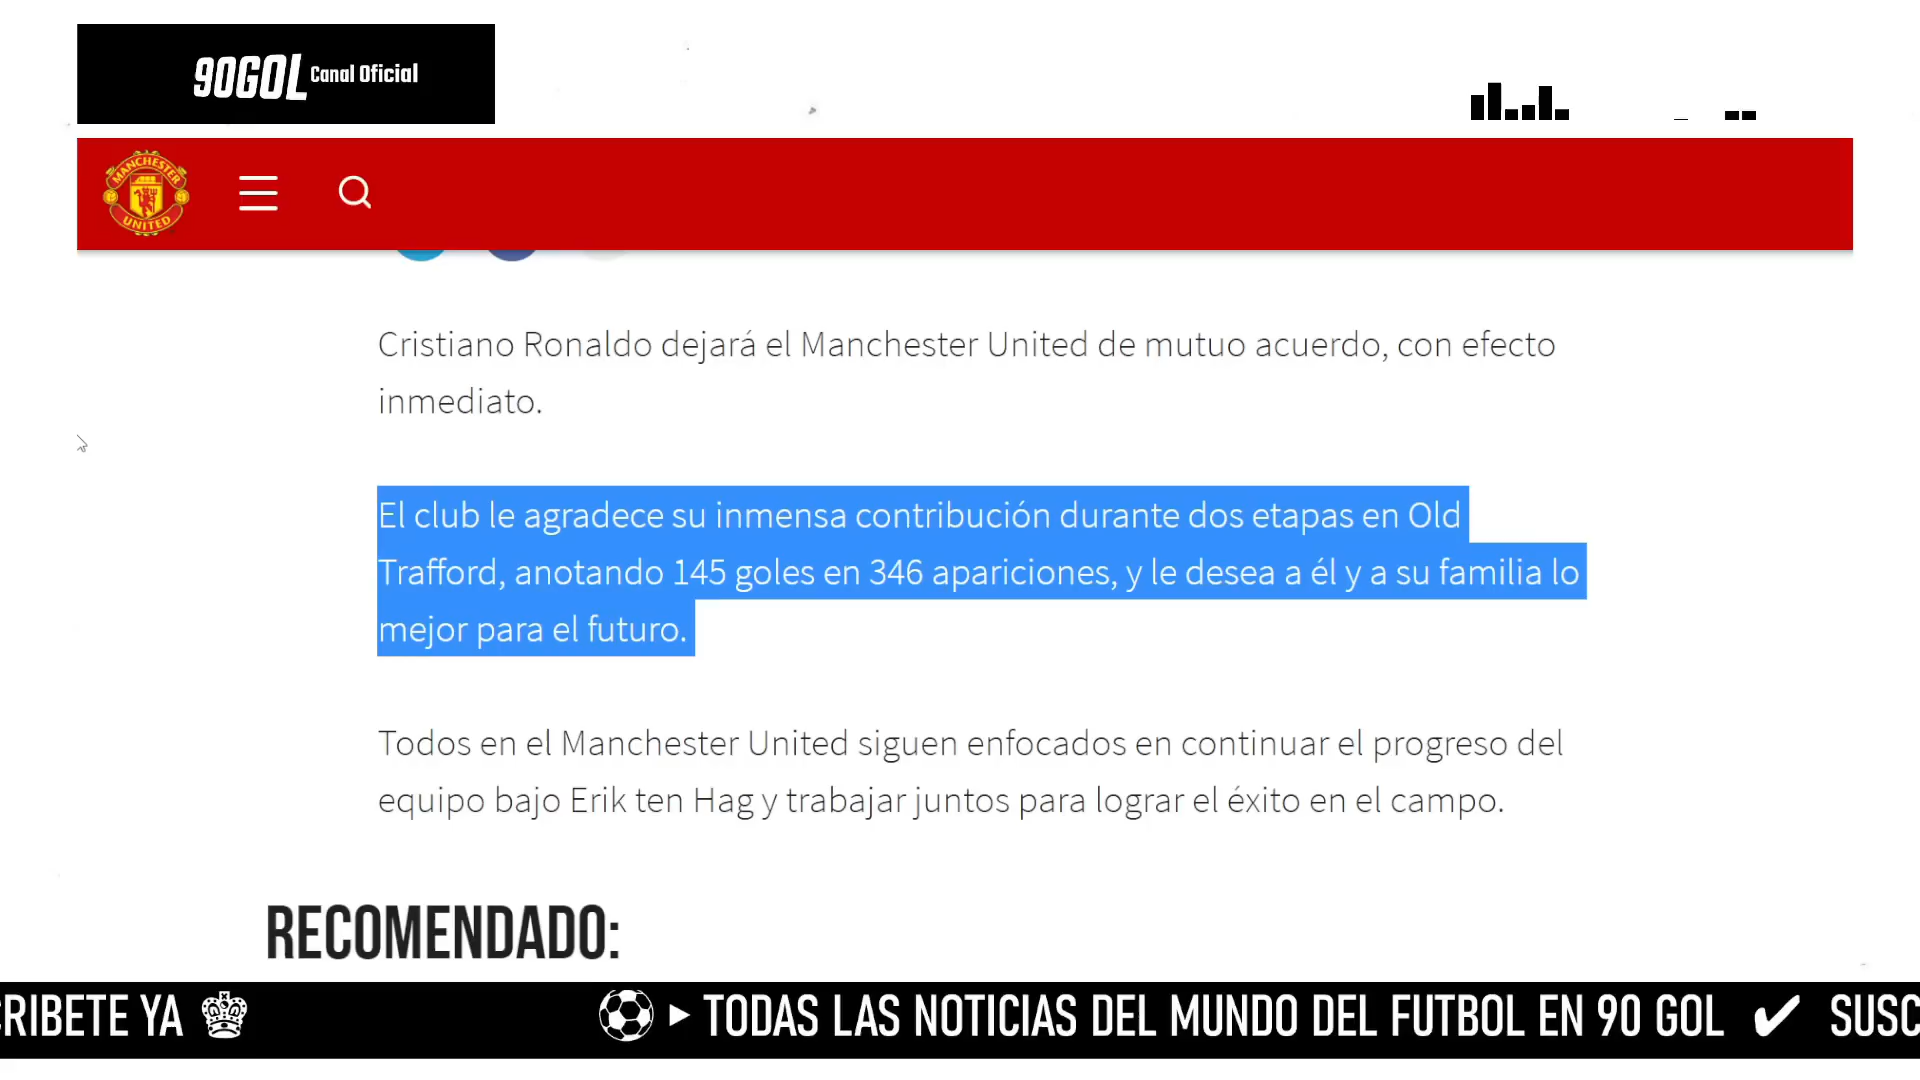 90GOL Canal Oficial
MANCHESTER
UNITED
Cristiano Ronaldo dejará el Manchester United de mutuo acuerdo, con efecto
inmediato.
El club le agradece su inmensa contribución durante dos etapas en Old
Trafford, anotando 145 goles en 346 apariciones, y le desea a él y a su familia lo
mejor para el futuro.
Todos en el Manchester United siguen enfocados en continuar el progreso del
equipo bajo Erik ten Hag y trabajar juntos para lograr el éxito en el campo.
RECOMENDADO:
CRIBETE YA ⚽ ► TODAS LAS NOTICIAS DEL MUNDO DEL FUTBOL EN 90 GOL ✔ SUSC